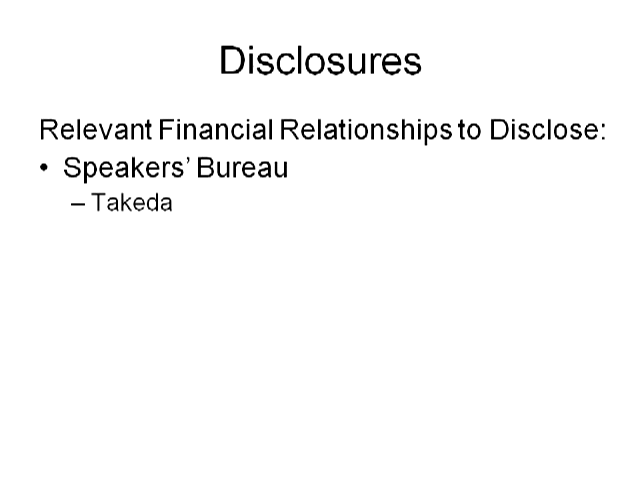 Disclosures
Relevant Financial Relationships to Disclose:
• Speakers’ Bureau
– Takeda